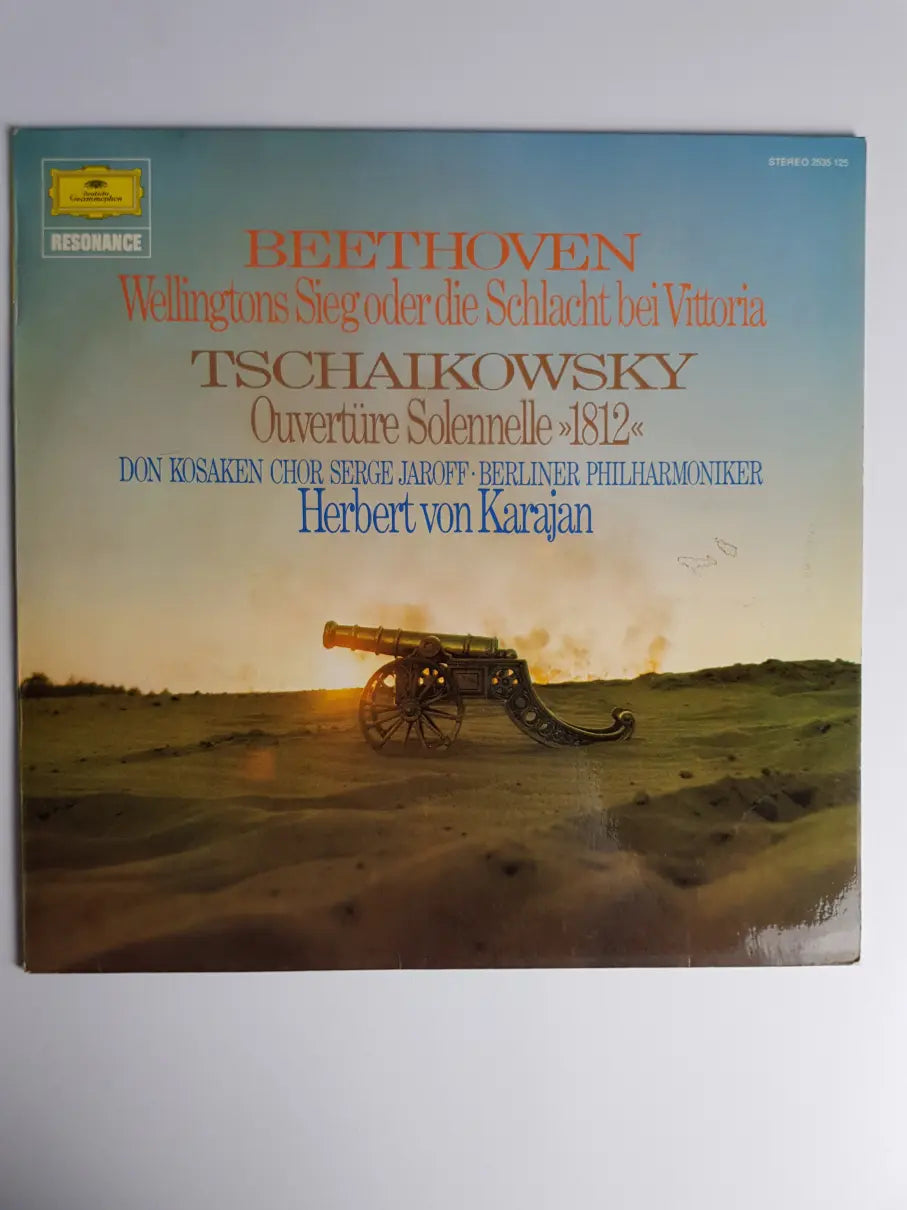 STEREO 2535 125
Deutsche
Grammophon
RESONANCE
BEETHOVEN
Wellingtons Sieg oder die Schlacht bei Vittoria
TSCHAIKOWSKY
Ouvertüre Solennelle »1812«
DON KOSAKEN CHOR SERGE JAROFF · BERLINER PHILHARMONIKER
Herbert von Karajan